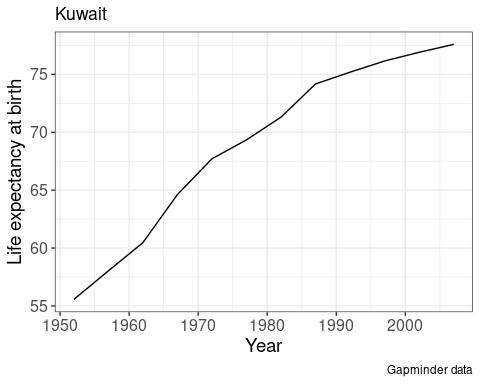 Kuwait
Life expectancy at birth
75
70
65
60
55
1950 1960 1970 1980 1990 2000
Year
Gapminder data